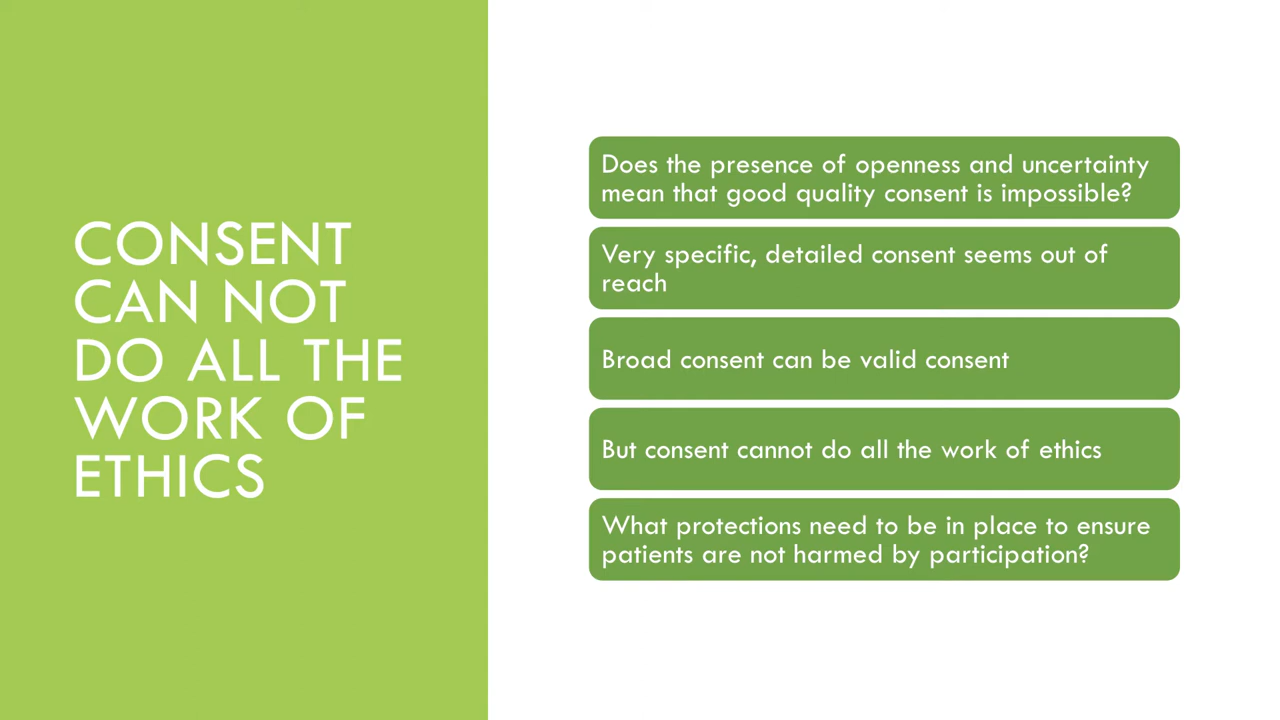 CONSENT
CAN NOT
DO ALL THE
WORK OF
ETHICS
Does the presence of openness and uncertainty
mean that good quality consent is impossible?
Very specific, detailed consent seems out of
reach
Broad consent can be valid consent
But consent cannot do all the work of ethics
What protections need to be in place to ensure
patients are not harmed by participation?